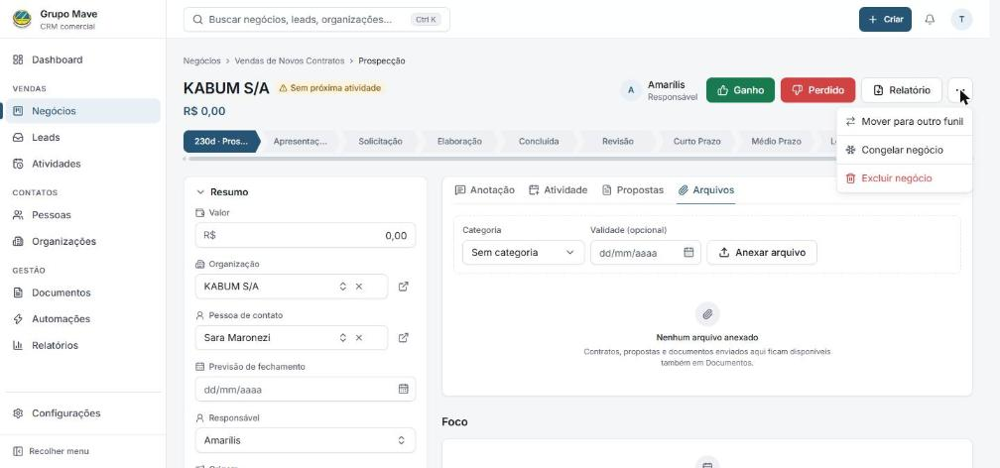 Grupo Mave
CRM comercial
Buscar negócios, leads, organizações...
Ctrl K
Criar
T
Dashboard
VENDAS
Negócios
Leads
Atividades
CONTATOS
Pessoas
Organizações
GESTÃO
Documentos
Automações
Relatórios
Configurações
Recolher menu
Negócios › Vendas de Novos Contratos › Prospecção
KABUM S/A
Sem próxima atividade
R$ 0,00
A
Amarílis
Responsável
Ganho
Perdido
Relatório
Mover para outro funil
Congelar negócio
Excluir negócio
230d · Pros...
Apresentaç...
Solicitação
Elaboração
Concluída
Revisão
Curto Prazo
Médio Prazo
Resumo
Valor
R$ 0,00
Organização
KABUM S/A
Pessoa de contato
Sara Maronezi
Previsão de fechamento
dd/mm/aaaa
Responsável
Amarílis
Anotação
Atividade
Propostas
Arquivos
Categoria
Sem categoria
Validade (opcional)
dd/mm/aaaa
Anexar arquivo
Nenhum arquivo anexado
Contratos, propostas e documentos enviados aqui ficam disponíveis
também em Documentos.
Foco